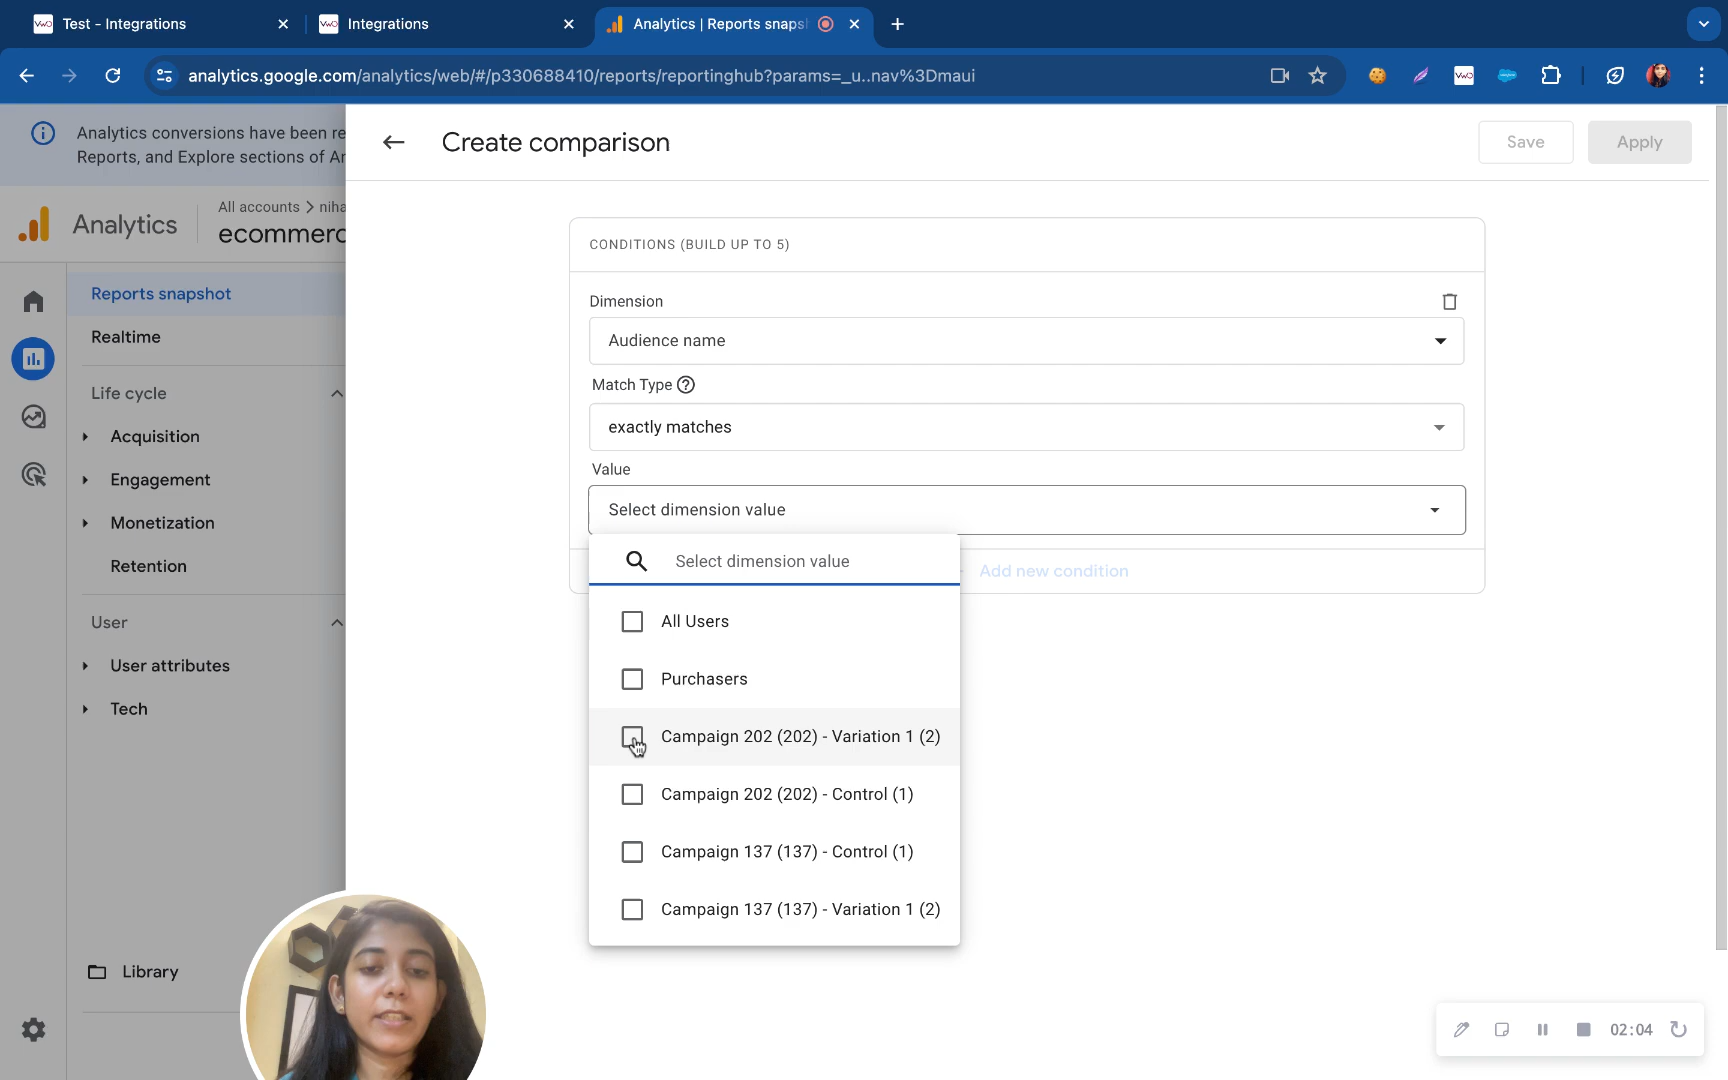 Test - Integrations
Integrations
Analytics | Reports snaps
analytics.google.com/analytics/web/#/p330688410/reports/reportinghub?params=_u..nav%3Dmaui
Analytics conversions have been re
Reports, and Explore sections of Ar
Analytics
All accounts > niha
ecommerc
Reports snapshot
Realtime
Life cycle
Acquisition
Engagement
Monetization
Retention
User
User attributes
Tech
Library
Create comparison
Save
Apply
CONDITIONS (BUILD UP TO 5)
Dimension
Audience name
Match Type
exactly matches
Value
Select dimension value
Select dimension value
Add new condition
All Users
Purchasers
Campaign 202 (202) - Variation 1 (2)
Campaign 202 (202) - Control (1)
Campaign 137 (137) - Control (1)
Campaign 137 (137) - Variation 1 (2)
02:04